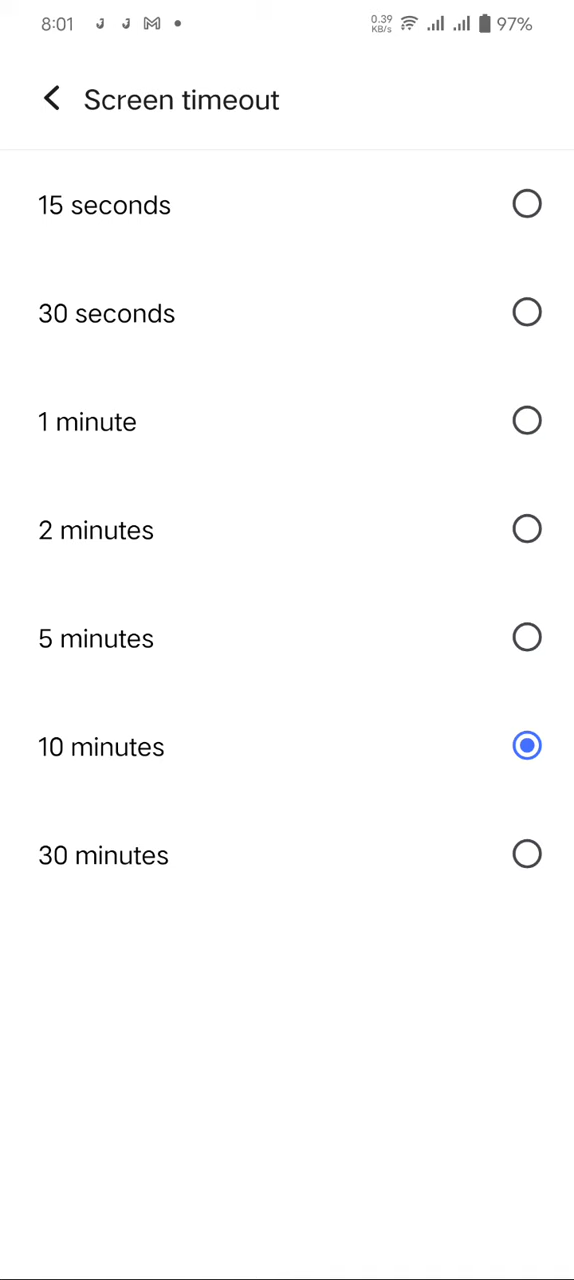 8:01 0.39 KB/s 97%
Screen timeout
15 seconds
30 seconds
1 minute
2 minutes
5 minutes
10 minutes
30 minutes